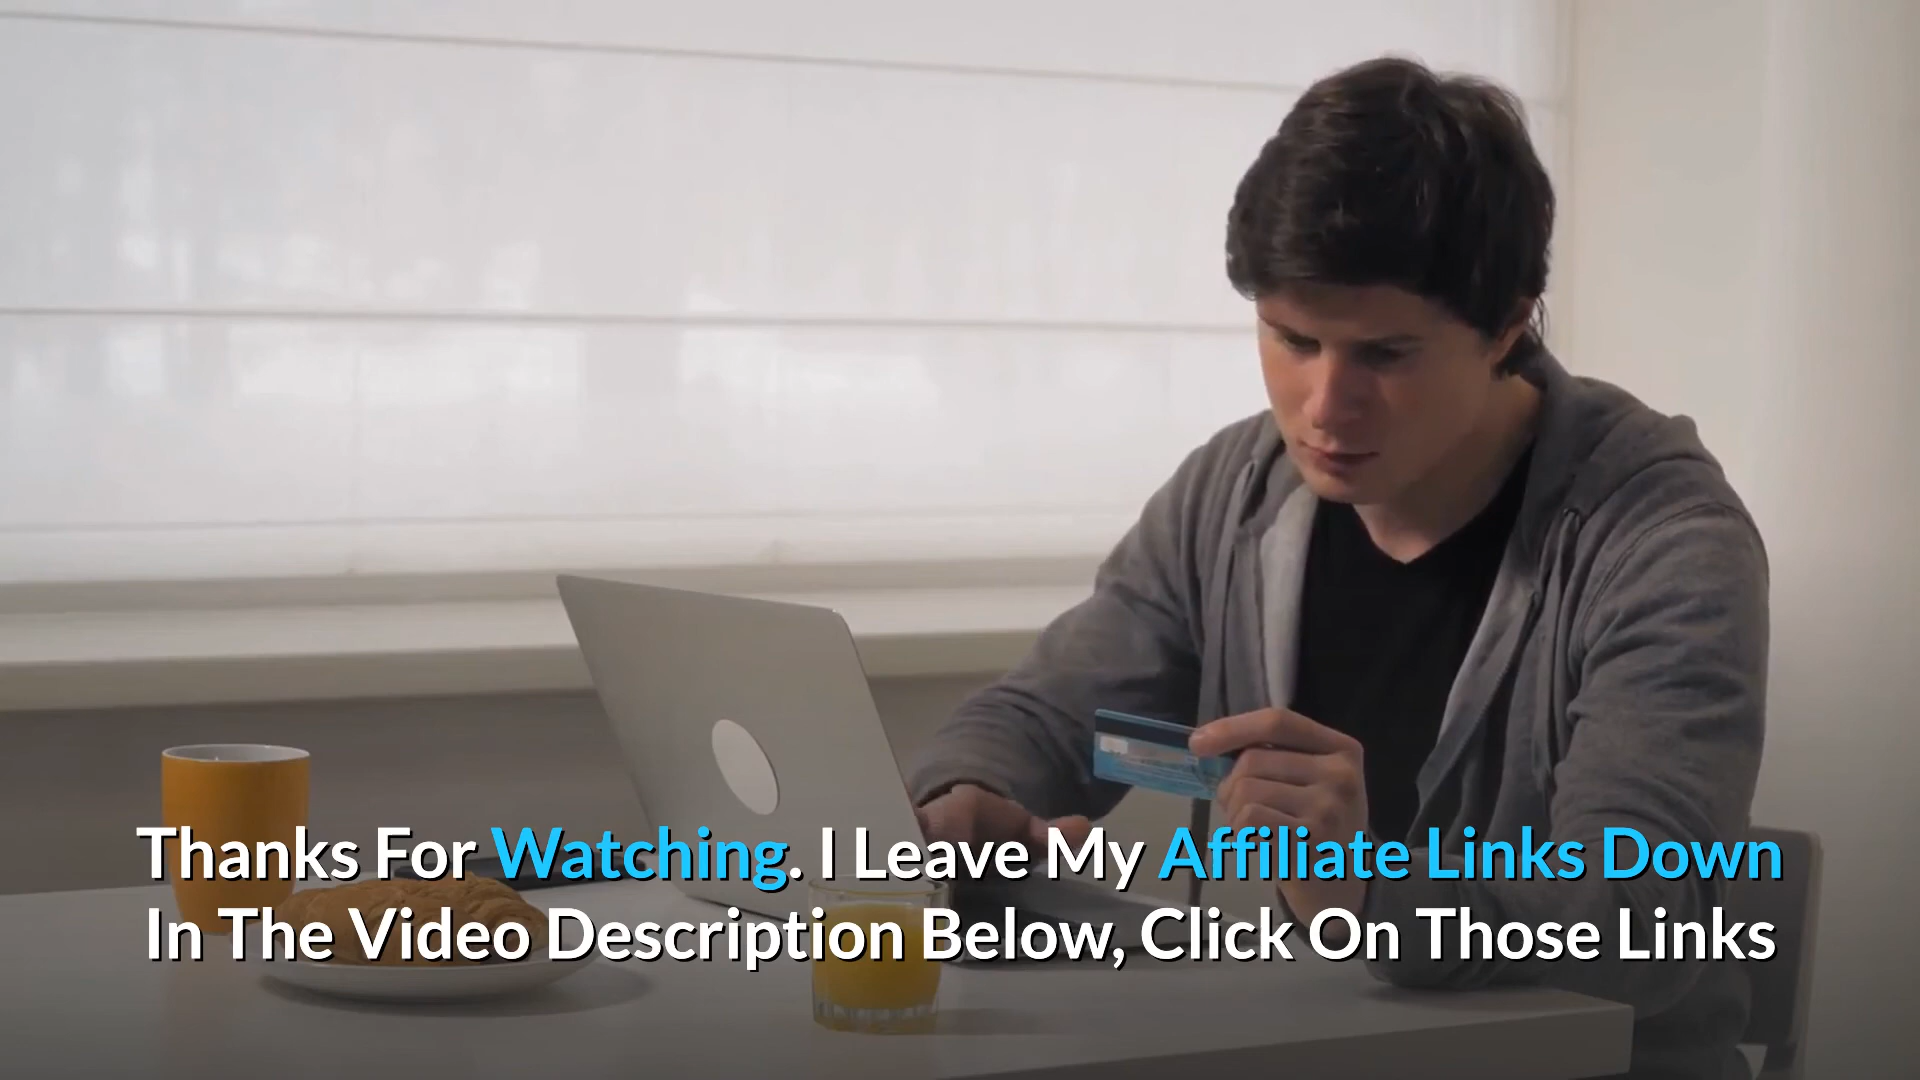 Thanks For Watching. I Leave My Affiliate Links Down
In The Video Description Below, Click On Those Links